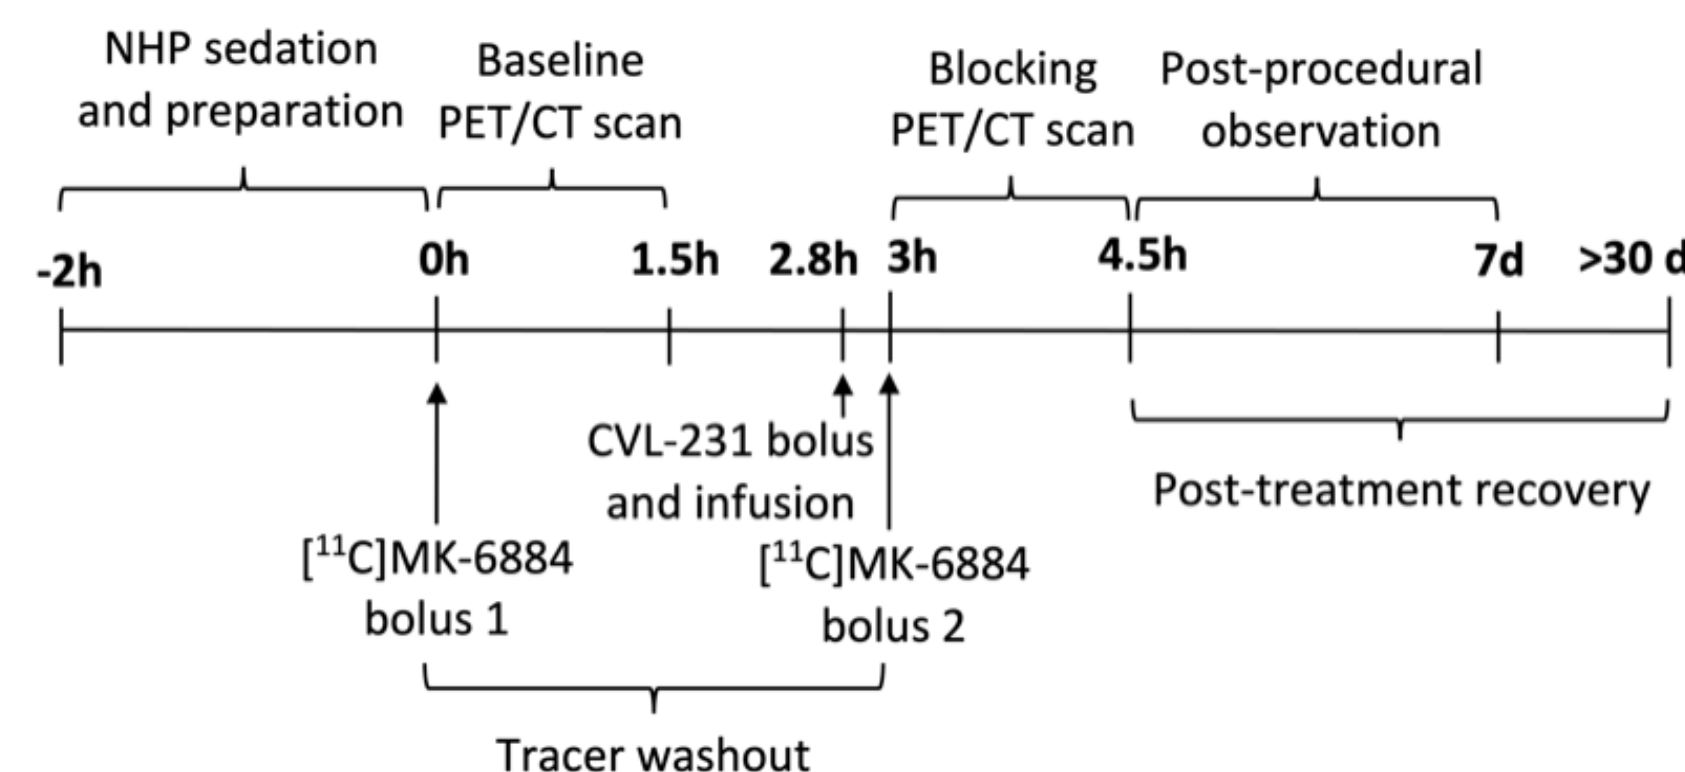 NHP sedation
and preparation
Baseline
PET/CT scan
Blocking
PET/CT scan
Post-procedural
observation
-2h
0h
1.5h
2.8h
3h
4.5h
7d
>30 d
CVL-231 bolus
and infusion
[¹¹C]MK-6884
bolus 1
[¹¹C]MK-6884
bolus 2
Post-treatment recovery
Tracer washout